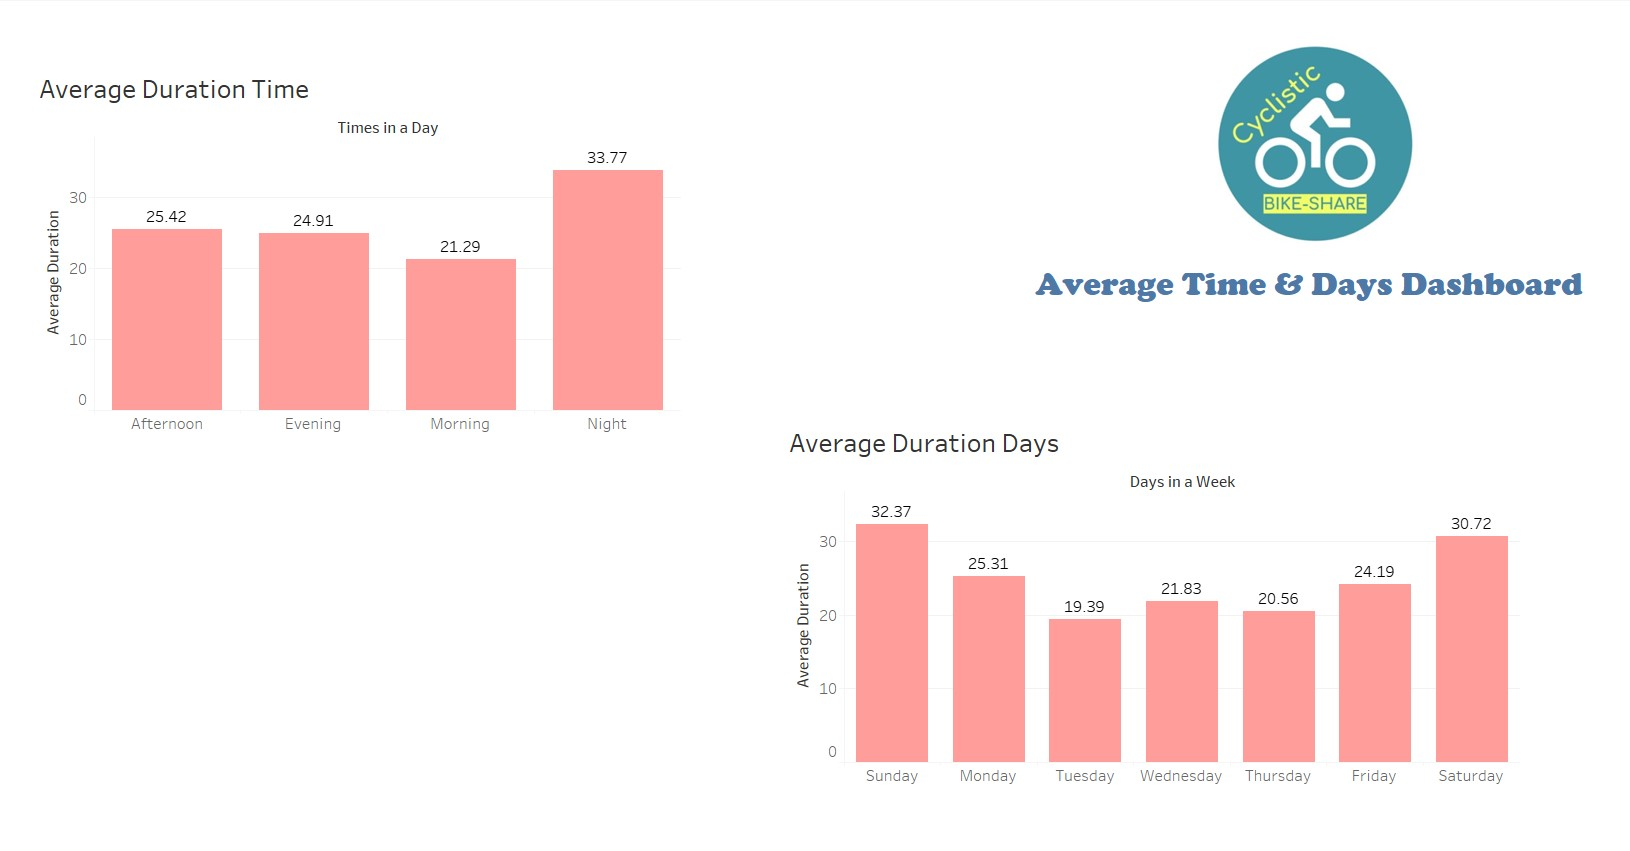 Average Duration Time
Times in a Day
Average Duration
30
20
10
0
25.42
24.91
21.29
33.77
Afternoon Evening Morning Night
Cyclistic
BIKE-SHARE
Average Time & Days Dashboard
Average Duration Days
Days in a Week
Average Duration
30
20
10
0
32.37
25.31
19.39
21.83
20.56
24.19
30.72
Sunday Monday Tuesday Wednesday Thursday Friday Saturday